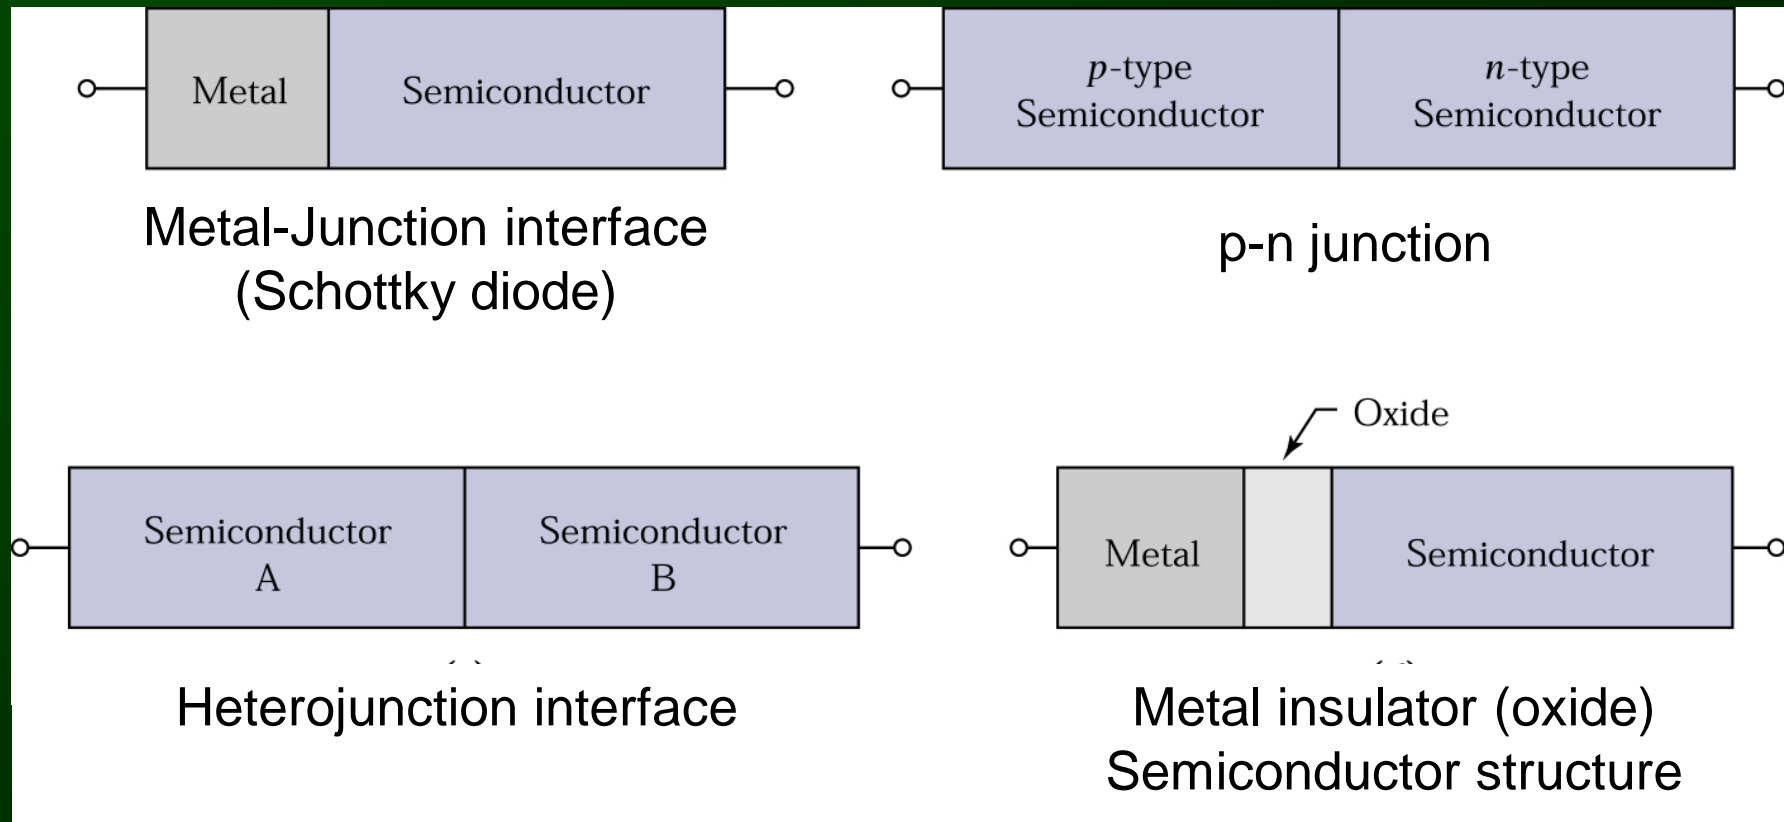 Metal
Semiconductor
Metal-Junction interface
(Schottky diode)
p-type
Semiconductor
n-type
Semiconductor
p-n junction
Semiconductor
A
Semiconductor
B
Heterojunction interface
Oxide
Metal
Semiconductor
Metal insulator (oxide)
Semiconductor structure